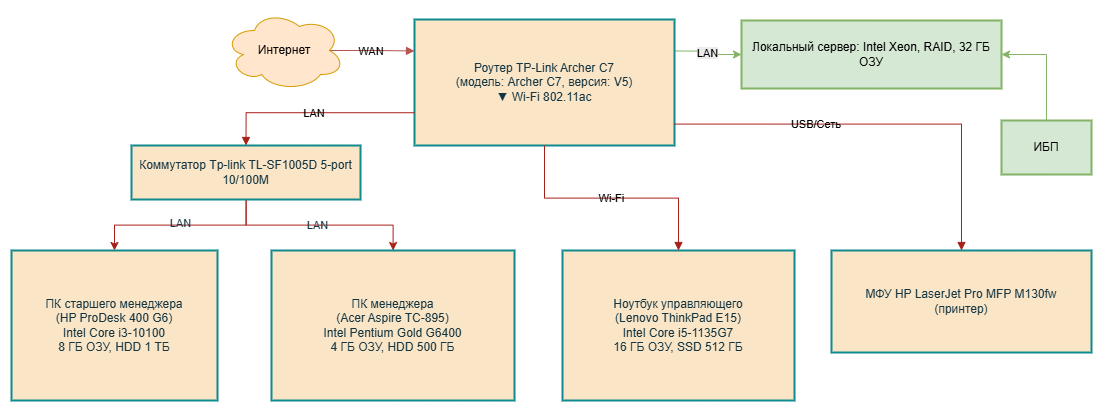 Интернет
WAN
Роутер TP-Link Archer C7
(модель: Archer C7, версия: V5)
▼ Wi-Fi 802.11ac
LAN
Локальный сервер: Intel Xeon, RAID, 32 ГБ
ОЗУ
ИБП
USB/Сеть
LAN
Коммутатор Tp-link TL-SF1005D 5-port
10/100M
Wi-Fi
LAN
LAN
ПК старшего менеджера
(HP ProDesk 400 G6)
Intel Core i3-10100
8 ГБ ОЗУ, HDD 1 ТБ
ПК менеджера
(Acer Aspire TC-895)
Intel Pentium Gold G6400
4 ГБ ОЗУ, HDD 500 ГБ
Ноутбук управляющего
(Lenovo ThinkPad E15)
Intel Core i5-1135G7
16 ГБ ОЗУ, SSD 512 ГБ
МФУ HP LaserJet Pro MFP M130fw
(принтер)